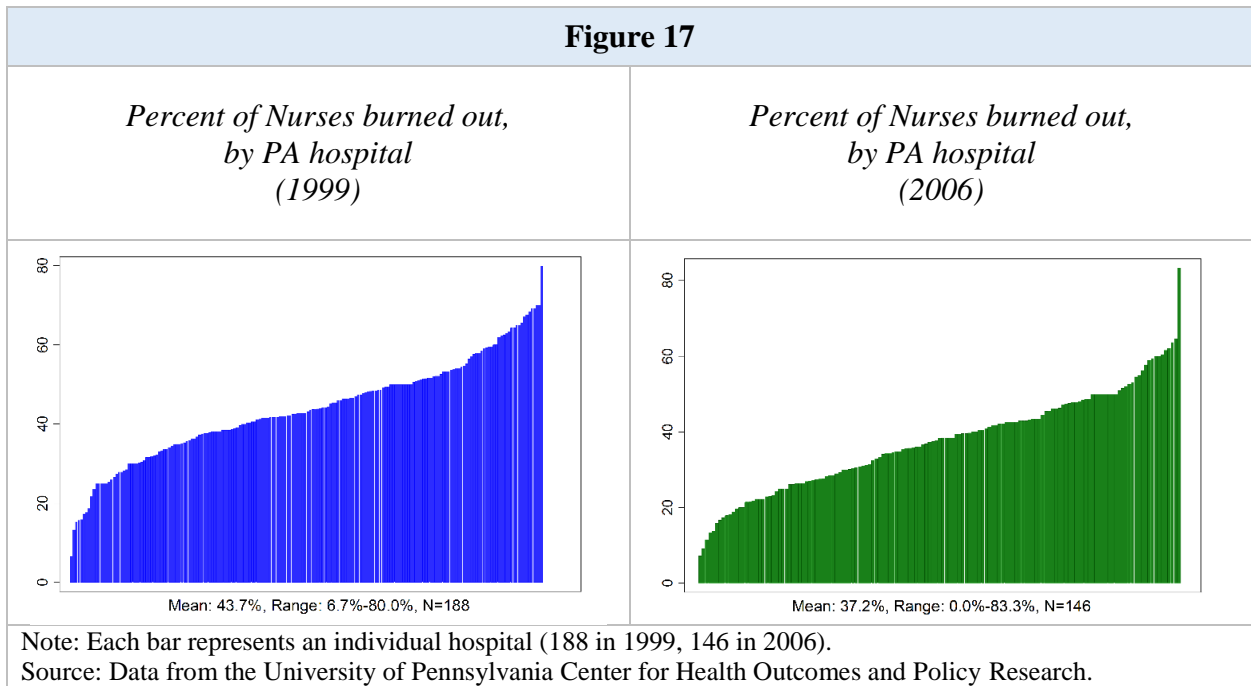 Figure 17
Percent of Nurses burned out,
by PA hospital
(1999)
Percent of Nurses burned out,
by PA hospital
(2006)
80
60
40
20
0
Mean: 43.7%, Range: 6.7%-80.0%, N=188
80
60
40
20
0
Mean: 37.2%, Range: 0.0%-83.3%, N=146
Note: Each bar represents an individual hospital (188 in 1999, 146 in 2006).
Source: Data from the University of Pennsylvania Center for Health Outcomes and Policy Research.